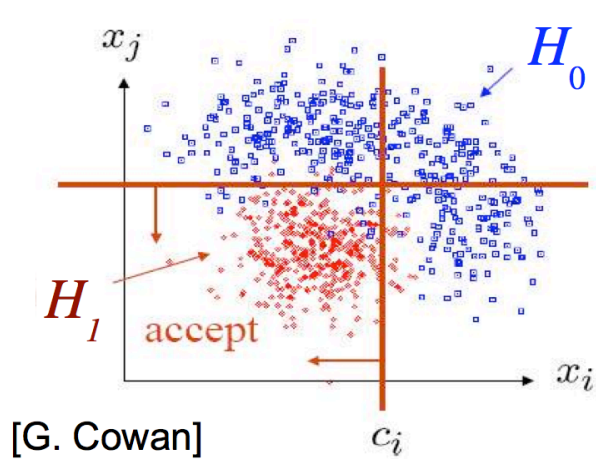 x_j
H_0
H_1
accept
x_i
c_i
[G. Cowan]